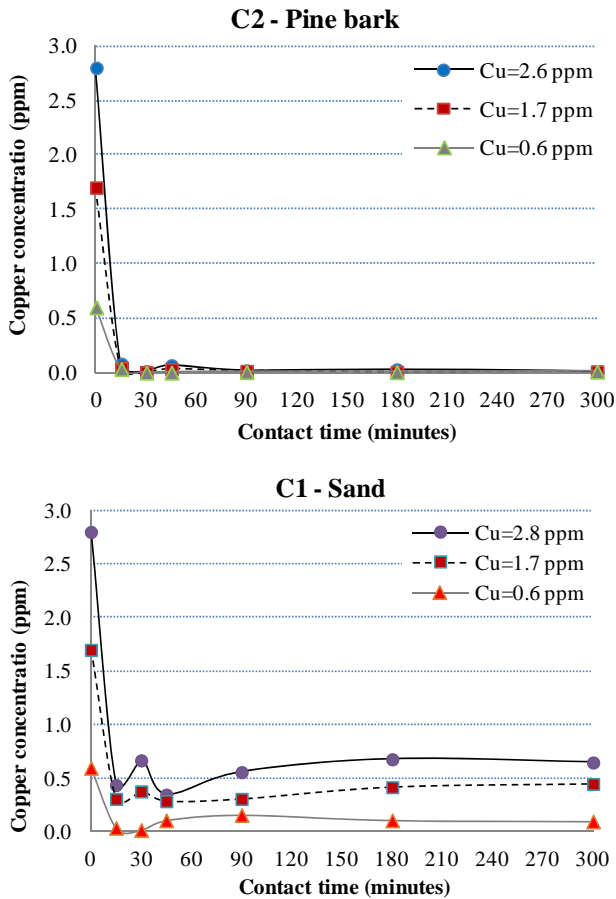 C2 - Pine bark
Copper concentratio (ppm)
3.0
2.5
2.0
1.5
1.0
0.5
0.0
Cu=2.6 ppm
Cu=1.7 ppm
Cu=0.6 ppm
0 30 60 90 120 150 180 210 240 270 300
Contact time (minutes)
C1 - Sand
Copper concentratio (ppm)
3.0
2.5
2.0
1.5
1.0
0.5
0.0
Cu=2.8 ppm
Cu=1.7 ppm
Cu=0.6 ppm
0 30 60 90 120 150 180 210 240 270 300
Contact time (minutes)